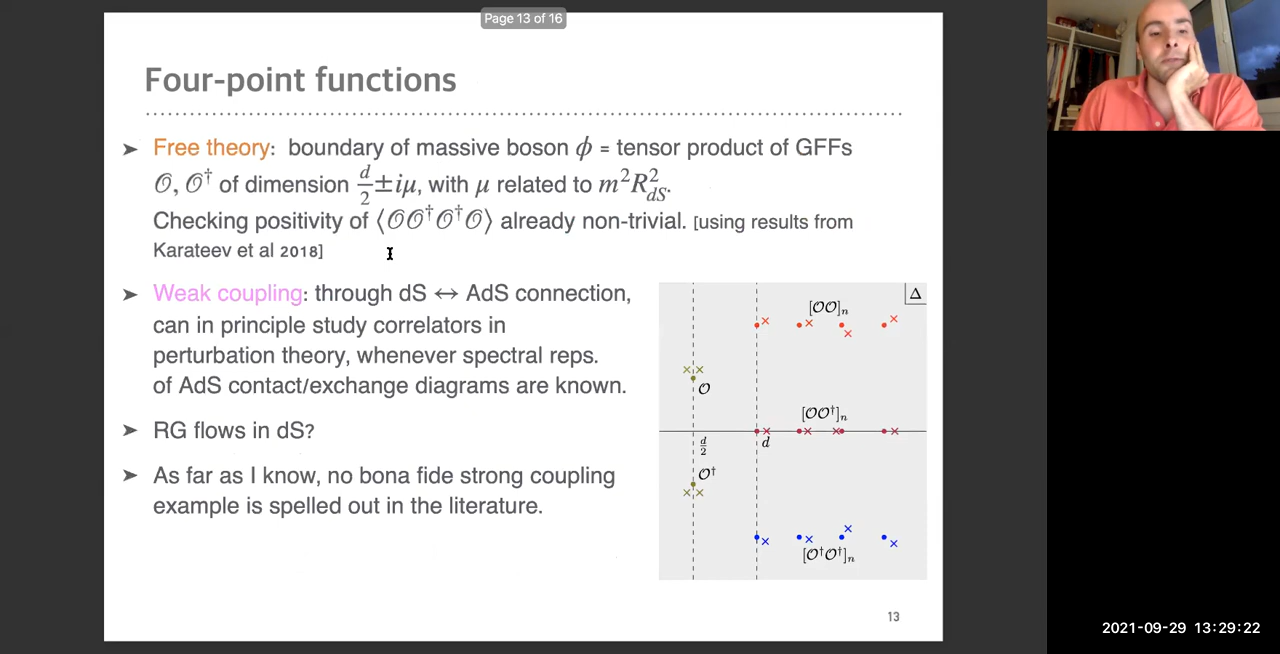 Page 13 of 16
Four-point functions
➤ Free theory: boundary of massive boson ϕ = tensor product of GFFs
𝒪, 𝒪† of dimension d/2 ± iμ, with μ related to m²R²_dS.
Checking positivity of ⟨𝒪𝒪†𝒪†𝒪⟩ already non-trivial. [using results from
Karateev et al 2018]
➤ Weak coupling: through dS ↔ AdS connection,
can in principle study correlators in
perturbation theory, whenever spectral reps.
of AdS contact/exchange diagrams are known.
➤ RG flows in dS?
➤ As far as I know, no bona fide strong coupling
example is spelled out in the literature.
Δ
[𝒪𝒪]ₙ
𝒪
[𝒪𝒪†]ₙ
d/2
d
𝒪†
[𝒪†𝒪†]ₙ
13
2021-09-29 13:29:22